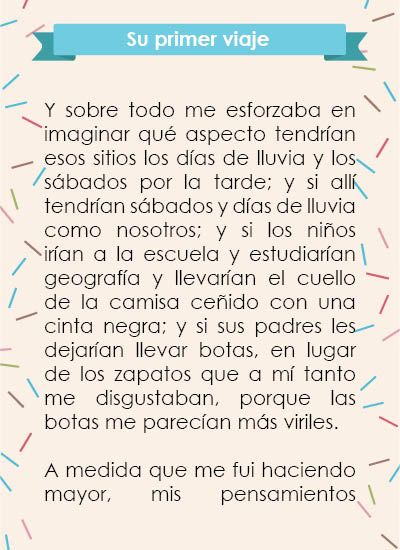 Su primer viaje
Y sobre todo me esforzaba en
imaginar qué aspecto tendrían
esos sitios los días de lluvia y los
sábados por la tarde; y si allí
tendrían sábados y días de lluvia
como nosotros; y si los niños
irían a la escuela y estudiarían
geografía y llevarían el cuello
de la camisa ceñido con una
cinta negra; y si sus padres les
dejarían llevar botas, en lugar
de los zapatos que a mí tanto
me disgustaban, porque las
botas me parecían más viriles.
A medida que me fui haciendo
mayor, mis pensamientos